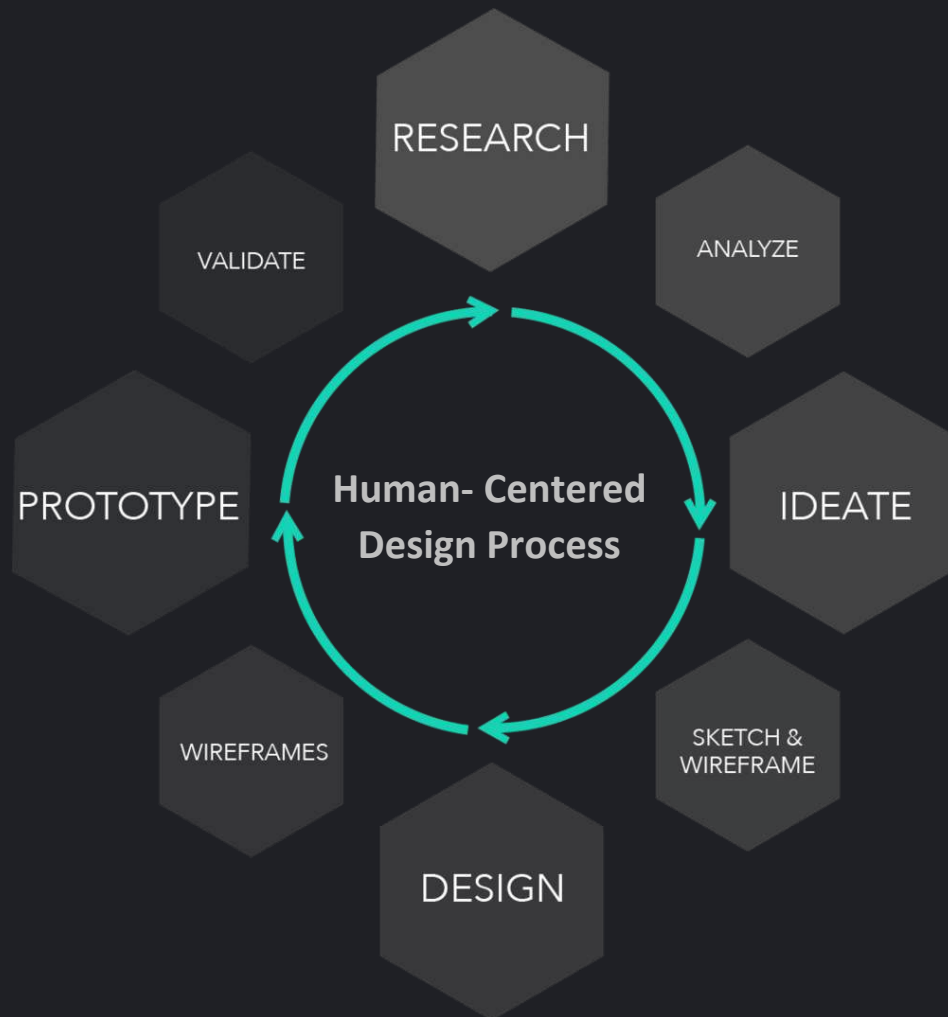 RESEARCH
ANALYZE
VALIDATE
Human- Centered
Design Process
PROTOTYPE
IDEATE
SKETCH &
WIREFRAME
WIREFRAMES
DESIGN